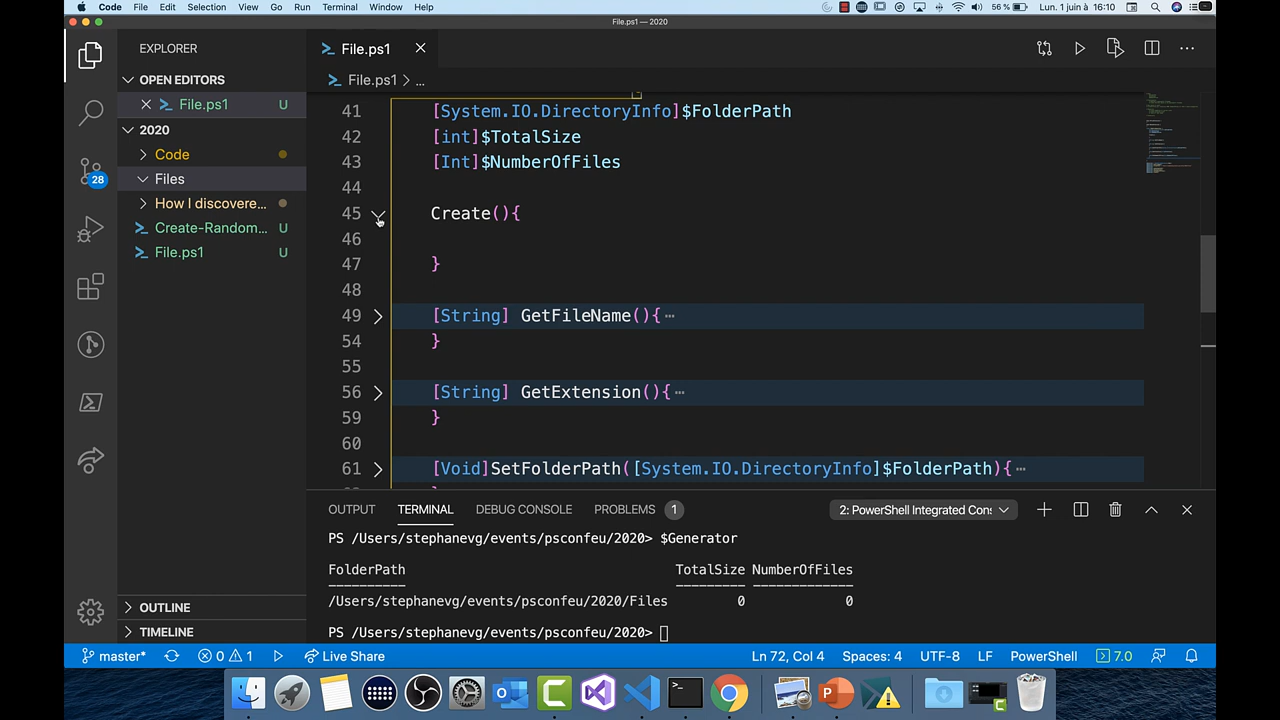 Code File Edit Selection View Go Run Terminal Window Help 56 % Lun. 1 juin à 16:10
File.ps1 — 2020
EXPLORER
File.ps1
OPEN EDITORS
File.ps1 U
File.ps1 > ...
2020
Code
Files
How I discovere...
Create-Random... U
File.ps1 U
28
41 [System.IO.DirectoryInfo]$FolderPath
42 [int]$TotalSize
43 [Int]$NumberOfFiles
44
45 Create(){
46
47 }
48
49 [String] GetFileName(){ ...
54 }
55
56 [String] GetExtension(){ ...
59 }
60
61 [Void]SetFolderPath([System.IO.DirectoryInfo]$FolderPath){ ...
OUTPUT TERMINAL DEBUG CONSOLE PROBLEMS 1 2: PowerShell Integrated Cons
PS /Users/stephanevg/events/psconfeu/2020> $Generator
FolderPath TotalSize NumberOfFiles
---------- --------- -------------
/Users/stephanevg/events/psconfeu/2020/Files 0 0
PS /Users/stephanevg/events/psconfeu/2020>
OUTLINE
TIMELINE
master* 0 1 Live Share Ln 72, Col 4 Spaces: 4 UTF-8 LF PowerShell 7.0